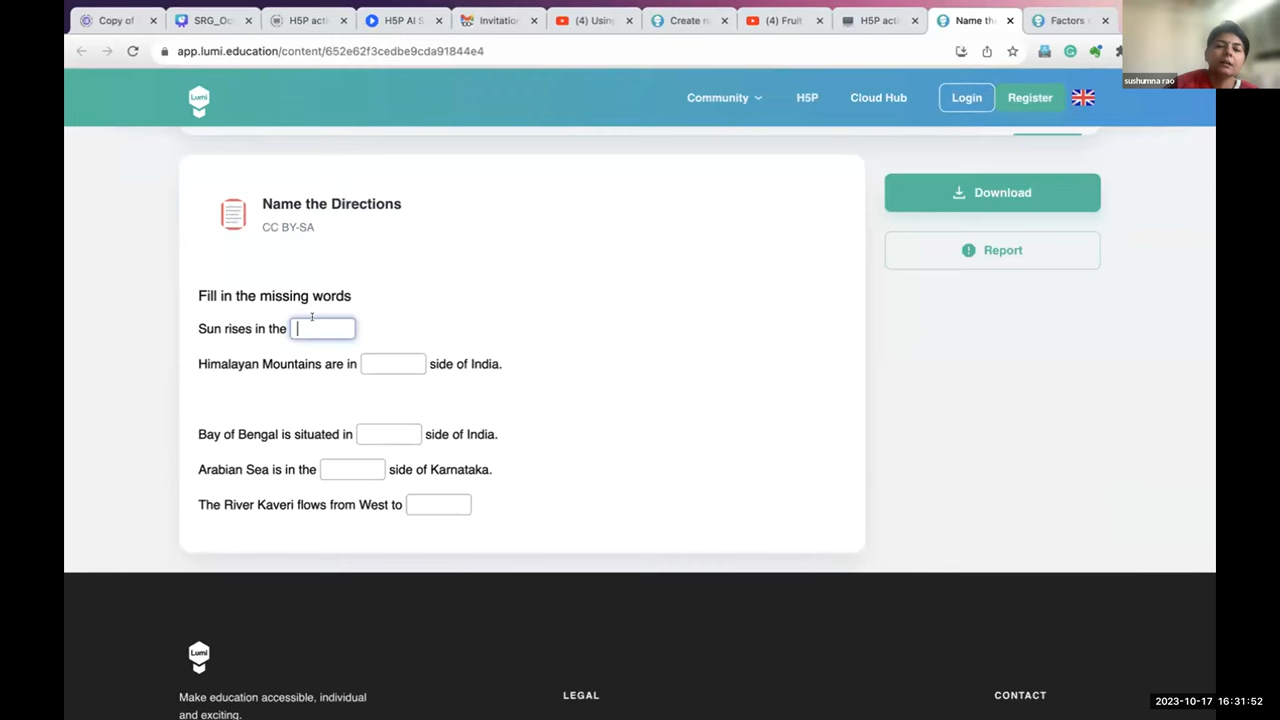 Copy of
SRG_Oc
H5P acti
H5P AI S
Invitatio
(4) Using
Create n
(4) Fruit
H5P acti
Name the
Factors
app.lumi.education/content/652e62f3cedbe9cda91844e4
sushumna rao
Lumi
Community
H5P
Cloud Hub
Login
Register
Name the Directions
CC BY-SA
Download
Report
Fill in the missing words
Sun rises in the
Himalayan Mountains are in side of India.
Bay of Bengal is situated in side of India.
Arabian Sea is in the side of Karnataka.
The River Kaveri flows from West to
Lumi
Make education accessible, individual
and exciting.
LEGAL
CONTACT
2023-10-17 16:31:52